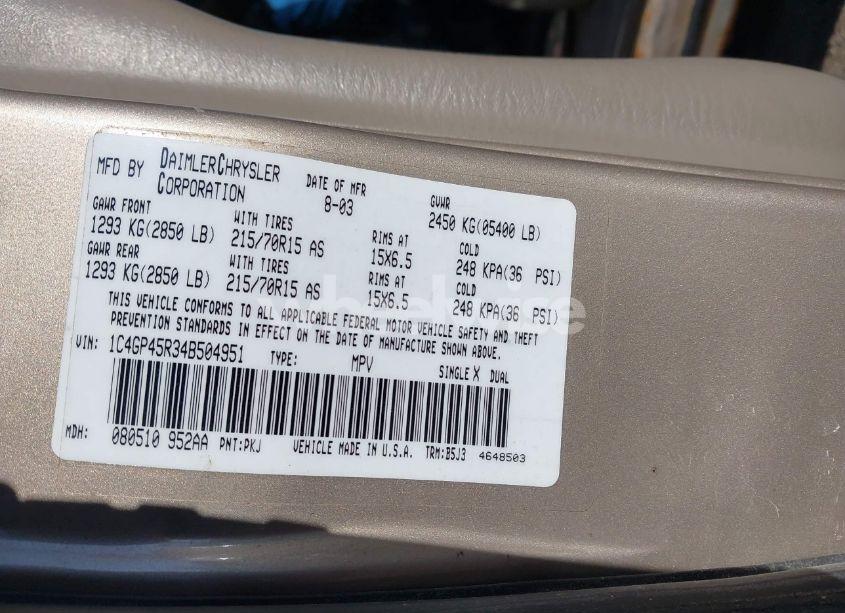 MFD BY DAIMLERCHRYSLER CORPORATION DATE OF MFR 8-03 GVWR 2450 KG(05400 LB)
GAWR FRONT WITH TIRES RIMS AT COLD
1293 KG(2850 LB) 215/70R15 AS 15X6.5 248 KPA(36 PSI)
GAWR REAR WITH TIRES RIMS AT COLD
1293 KG(2850 LB) 215/70R15 AS 15X6.5 248 KPA(36 PSI)
THIS VEHICLE CONFORMS TO ALL APPLICABLE FEDERAL MOTOR VEHICLE SAFETY AND THEFT
PREVENTION STANDARDS IN EFFECT ON THE DATE OF MANUFACTURE SHOWN ABOVE.
VIN: 1C4GP45R34B504951 TYPE: MPV SINGLE X DUAL
MDH: 080510 952AA PNT:PKJ VEHICLE MADE IN U.S.A. TRM:B5J3 4648503